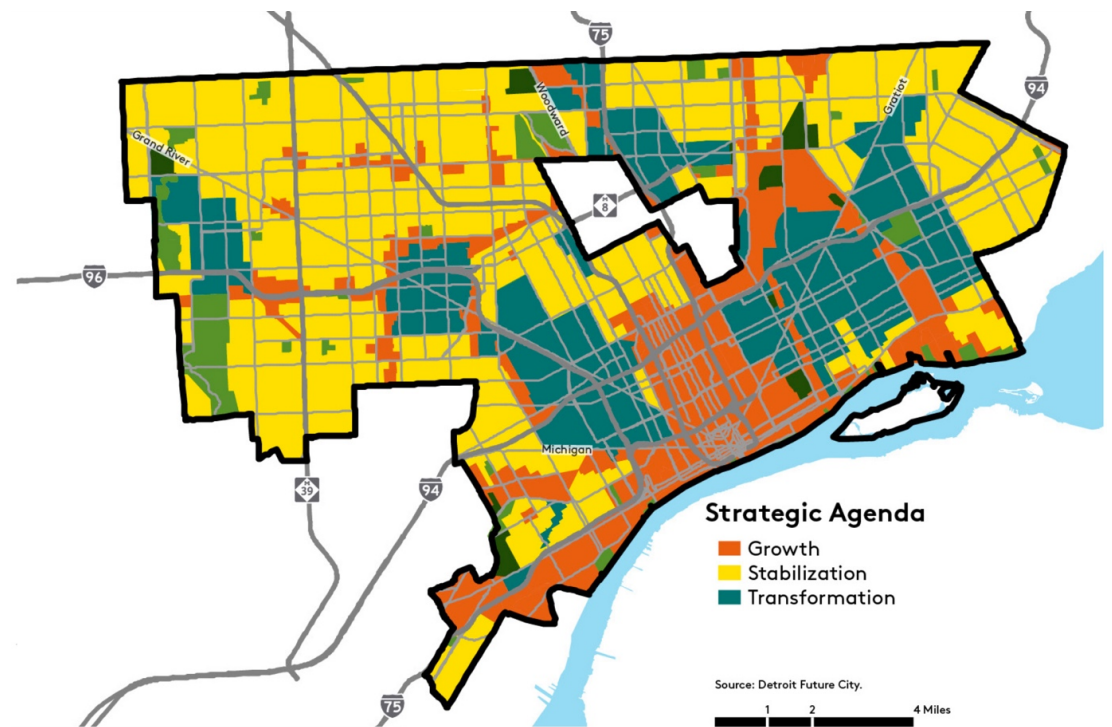 75
94
Woodward
Gratiot
Grand River
M
8
96
Michigan
M
39
94
Strategic Agenda
Growth
Stabilization
Transformation
Source: Detroit Future City.
75
1 2 4 Miles